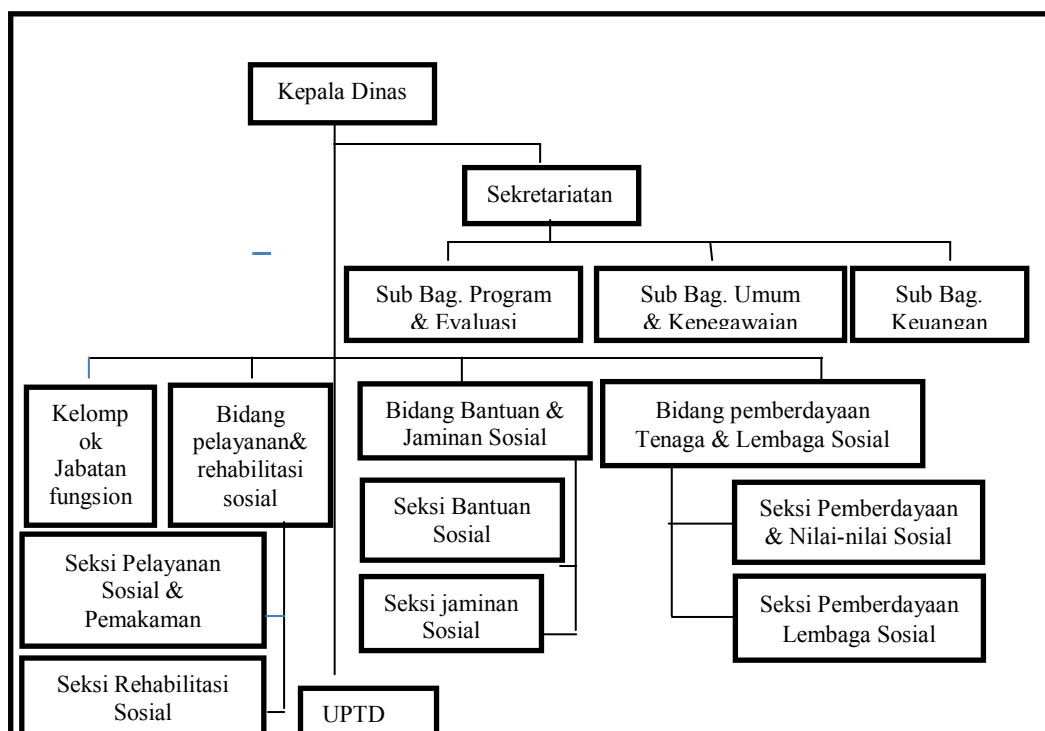 Kepala Dinas
Sekretariatan
Sub Bag. Program
& Evaluasi
Sub Bag. Umum
& Kepegawaian
Sub Bag.
Keuangan
Kelomp
ok
Jabatan
fungsion
Bidang
pelayanan&
rehabilitasi
sosial
Bidang Bantuan &
Jaminan Sosial
Bidang pemberdayaan
Tenaga & Lembaga Sosial
Seksi Pelayanan
Sosial &
Pemakaman
Seksi Rehabilitasi
Sosial
Seksi Bantuan
Sosial
Seksi jaminan
Sosial
Seksi Pemberdayaan
& Nilai-nilai Sosial
Seksi Pemberdayaan
Lembaga Sosial
UPTD